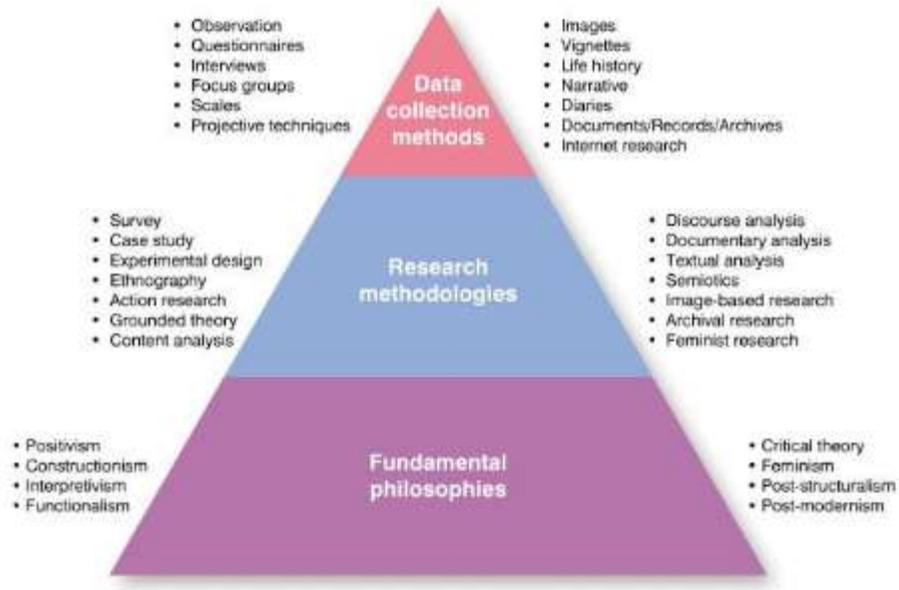 • Observation
• Questionnaires
• Interviews
• Focus groups
• Scales
• Projective techniques
Data
collection
methods
• Images
• Vignettes
• Life history
• Narrative
• Diaries
• Documents/Records/Archives
• Internet research
• Survey
• Case study
• Experimental design
• Ethnography
• Action research
• Grounded theory
• Content analysis
Research
methodologies
• Discourse analysis
• Documentary analysis
• Textual analysis
• Semiotics
• Image-based research
• Archival research
• Feminist research
• Positivism
• Constructionism
• Interpretivism
• Functionalism
Fundamental
philosophies
• Critical theory
• Feminism
• Post-structuralism
• Post-modernism